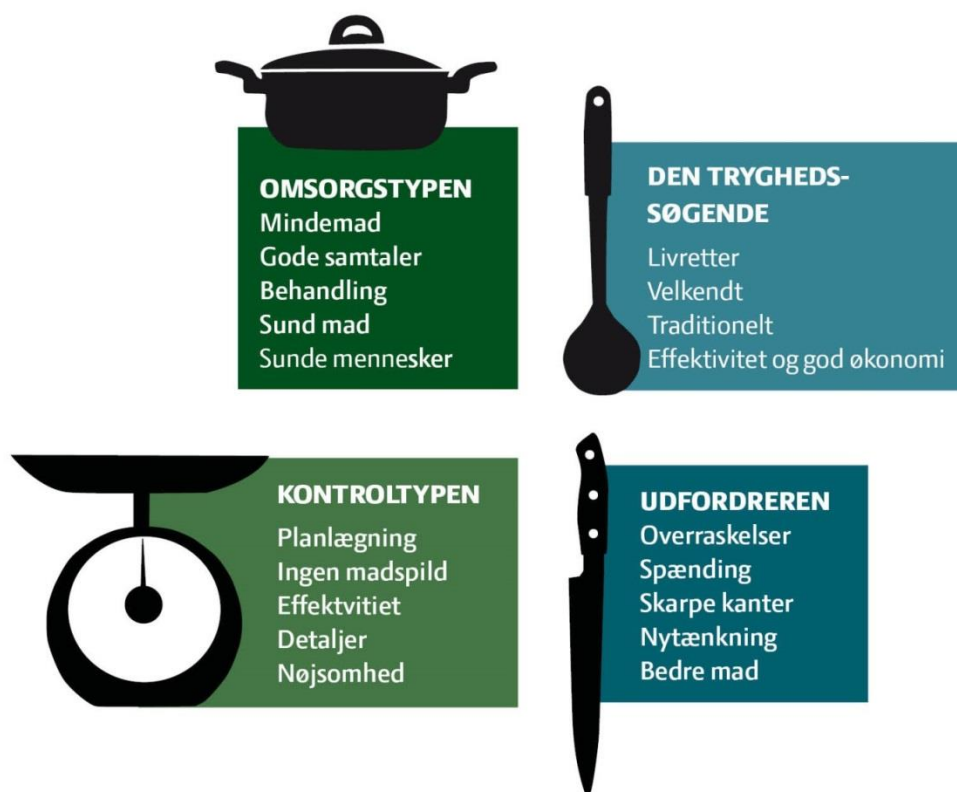 OMSORGSTYPEN
Mindemad
Gode samtaler
Behandling
Sund mad
Sunde mennesker
DEN TRYGHEDS-
SØGENDE
Livretter
Velkendt
Traditionelt
Effektivitet og god økonomi
KONTROLTYPEN
Planlægning
Ingen madspild
Effektvitiet
Detaljer
Nøjsomhed
UDFORDREREN
Overraskelser
Spænding
Skarpe kanter
Nytænkning
Bedre mad